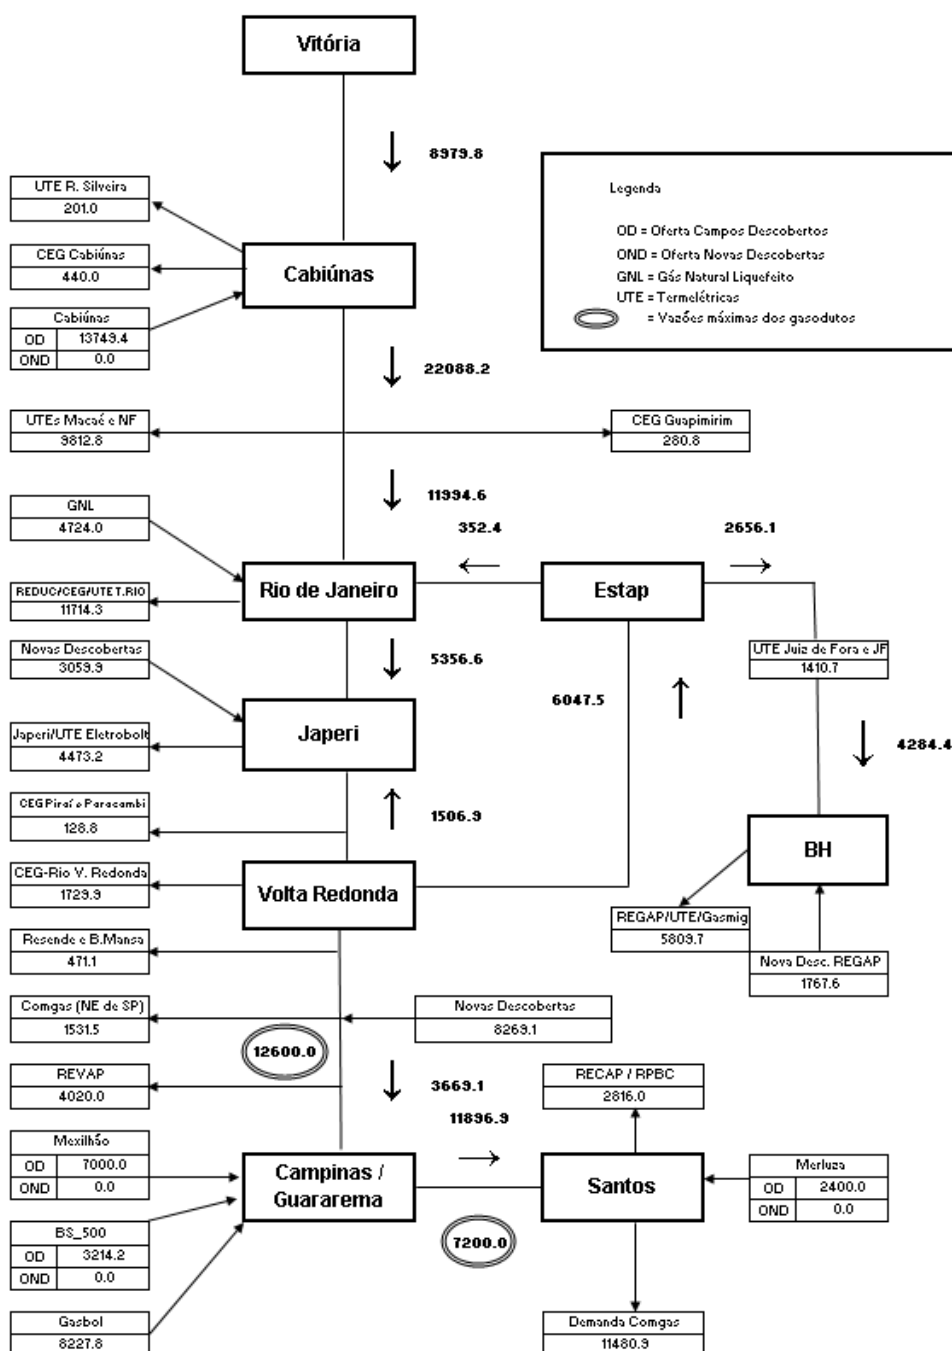 Vitória
8979.8
UTE R. Silveira
201.0
CEG Cabiúnas
440.0
Cabiúnas
Cabiúnas
OD 13749.4
OND 0.0
Legenda
OD = Oferta Campos Descobertos
OND = Oferta Novas Descobertas
GNL = Gás Natural Liquefeito
UTE = Termelétricas
= Vazões máximas dos gasodutos
22088.2
UTEs Macaé e NF
9812.8
CEG Guapimirim
280.8
11994.6
GNL
4724.0
352.4
2656.1
REDUC/CEG/UTE T.RIO
11714.3
Rio de Janeiro
Estap
5356.6
Novas Descobertas
3059.9
UTE Juiz de Fora e JF
1410.7
6047.5
Japeri/UTE Eletrobolt
4473.2
Japeri
4284.4
CEG Piraí e Paracambi
128.8
1506.9
BH
CEG-Rio V. Redonda
1729.9
Volta Redonda
REGAP/UTE/Gasmig
5809.7
Resende e B.Mansa
471.1
Nova Desc. REGAP
1767.6
Comgas (NE de SP)
1531.5
Novas Descobertas
8269.1
12600.0
REVAP
4020.0
3669.1
RECAP / RPBC
2816.0
11896.9
Mexilhão
OD 7000.0
OND 0.0
Campinas /
Guararema
Santos
Merluza
OD 2400.0
OND 0.0
BS_500
OD 3214.2
OND 0.0
7200.0
Gasbol
8227.8
Demanda Comgas
11480.9